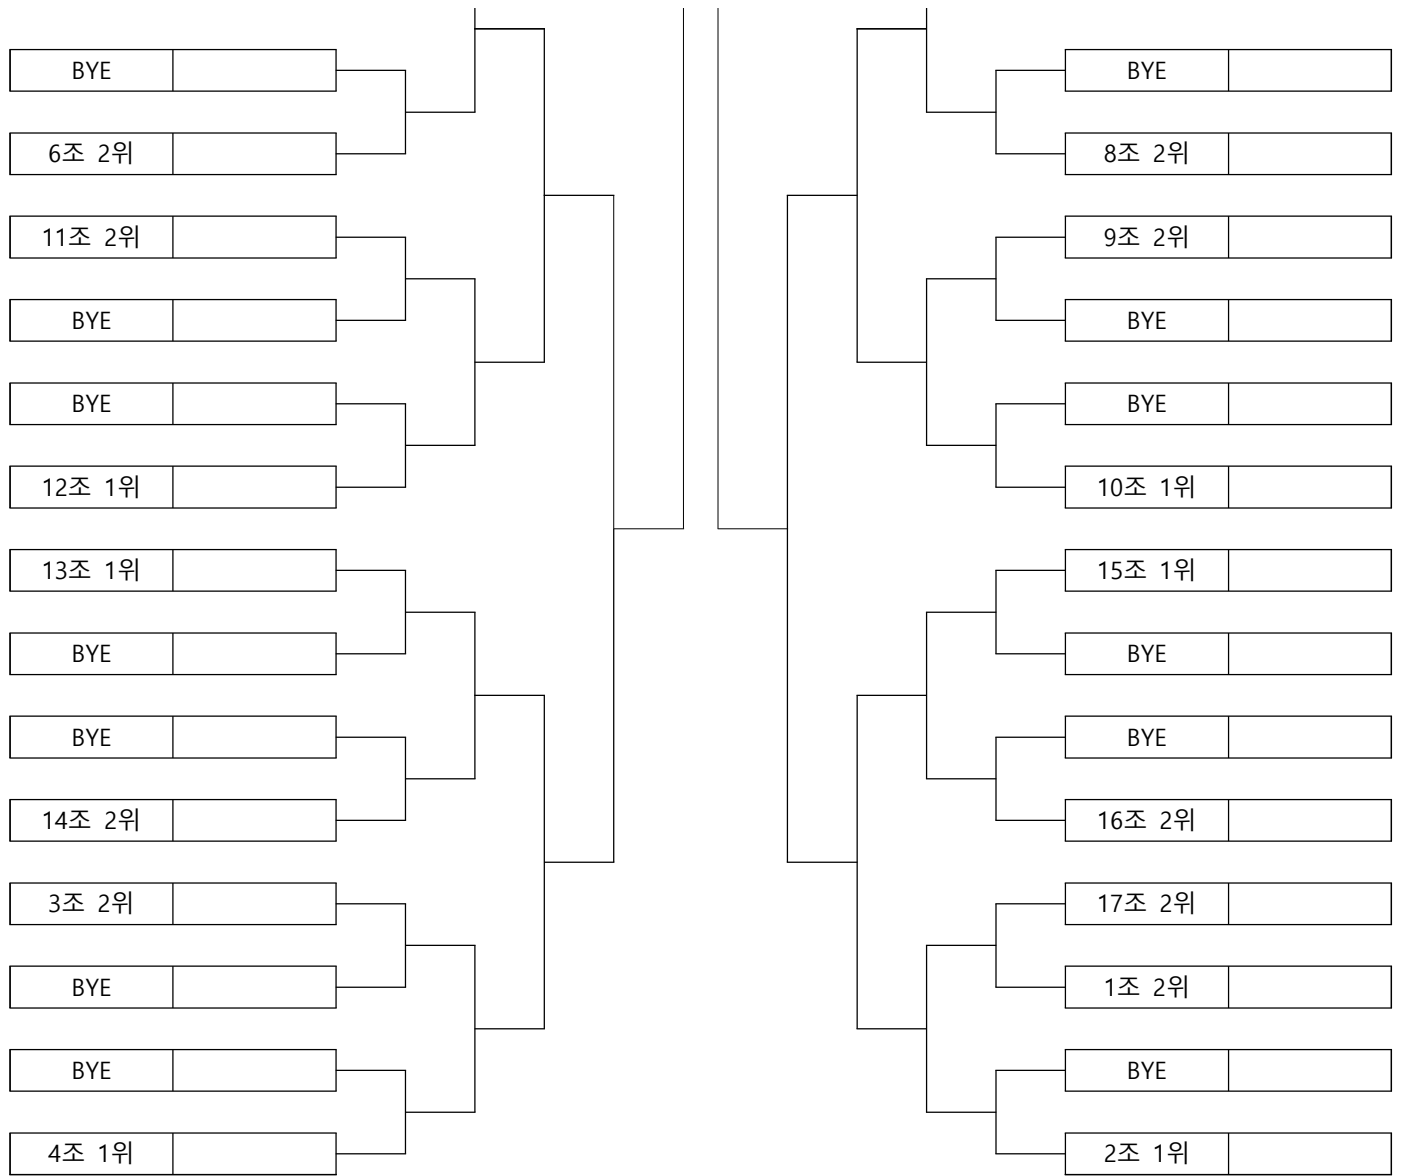 BYE
6조 2위
11조 2위
BYE
BYE
12조 1위
13조 1위
BYE
BYE
14조 2위
3조 2위
BYE
BYE
4조 1위
BYE
8조 2위
9조 2위
BYE
BYE
10조 1위
15조 1위
BYE
BYE
16조 2위
17조 2위
1조 2위
BYE
2조 1위